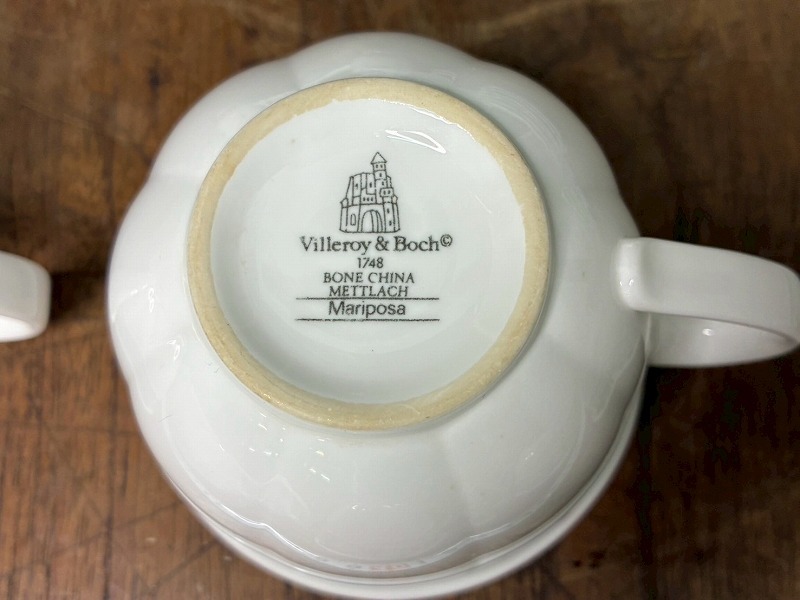 Villeroy & Boch©
1748
BONE CHINA
METTLACH
Mariposa